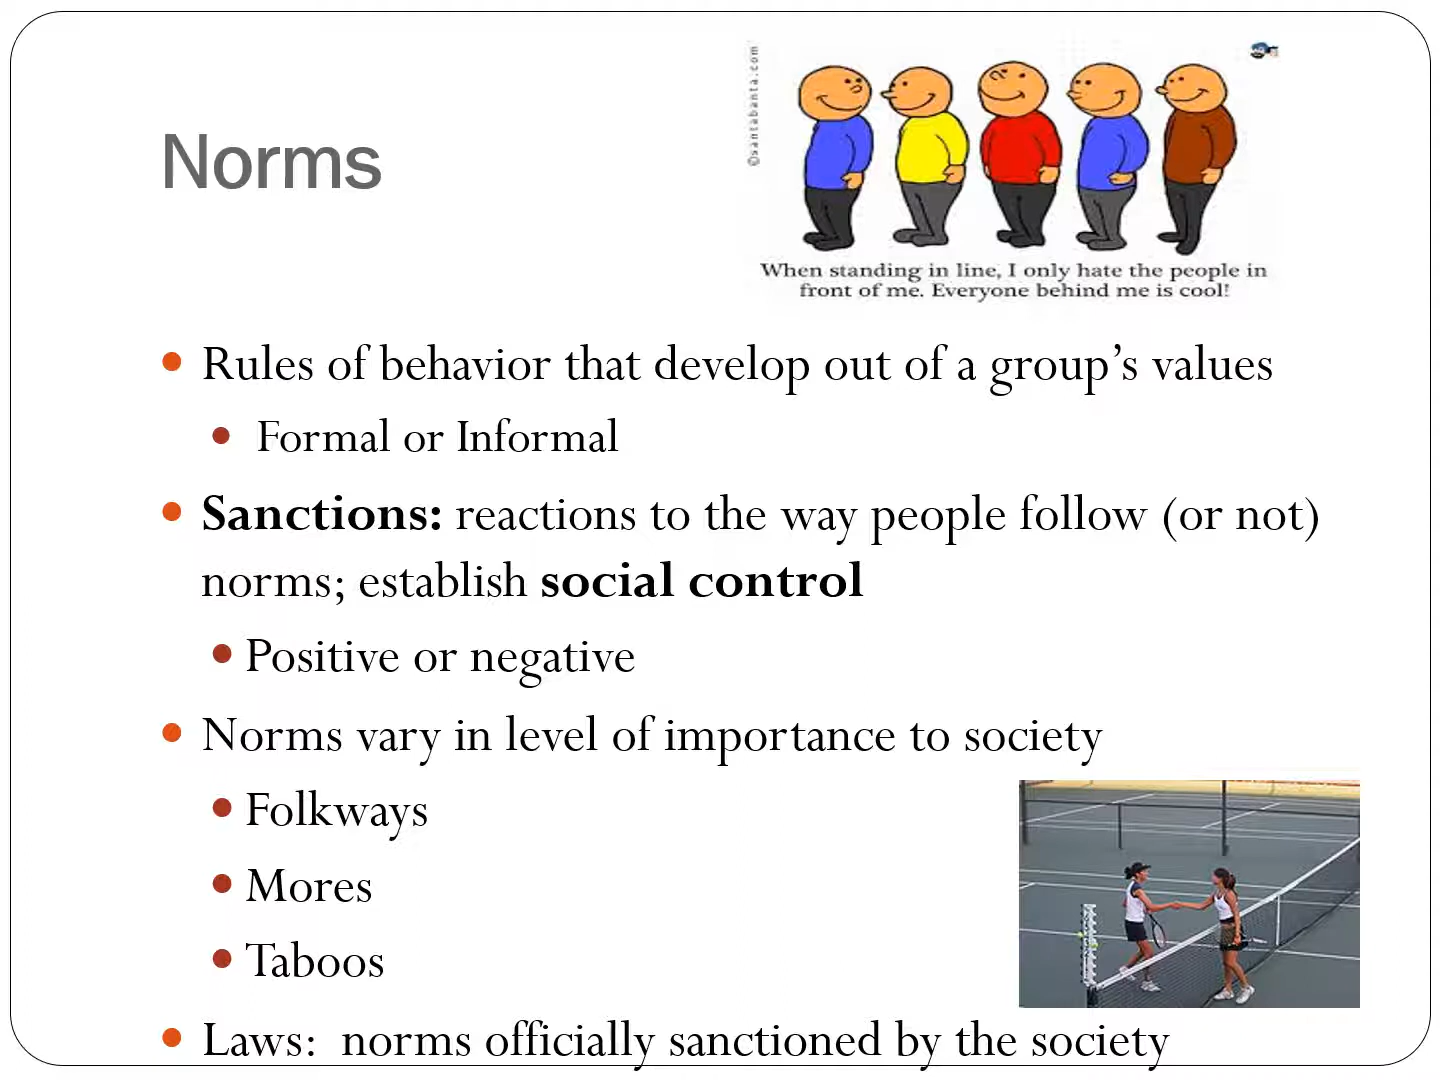 ©santabanta.com
Norms
When standing in line, I only hate the people in
front of me. Everyone behind me is cool!
Rules of behavior that develop out of a group’s values
Formal or Informal
Sanctions: reactions to the way people follow (or not)
norms; establish social control
Positive or negative
Norms vary in level of importance to society
Folkways
Mores
Taboos
Laws: norms officially sanctioned by the society